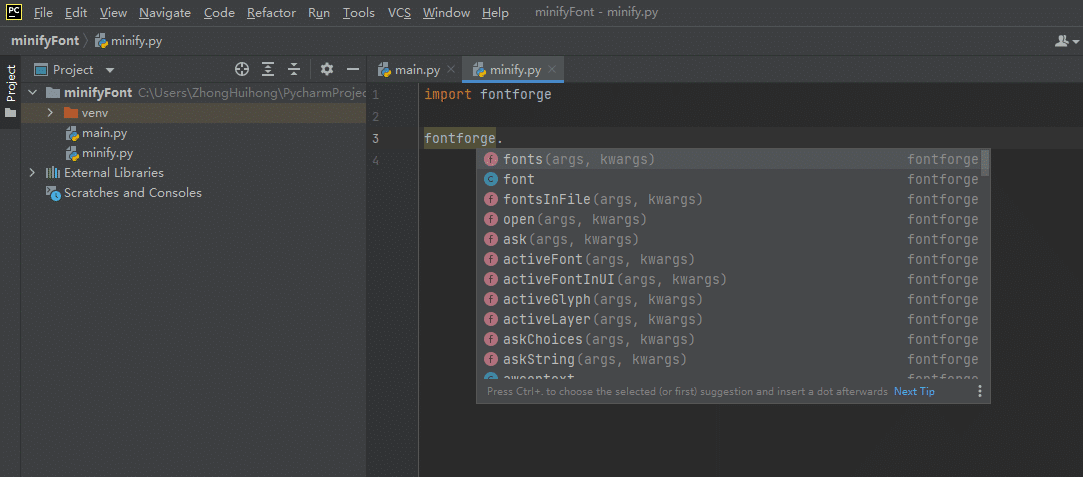 PC File Edit View Navigate Code Refactor Run Tools VCS Window Help minifyFont - minify.py
minifyFont minify.py
Project
Project
minifyFont C:\Users\ZhongHuihong\PycharmProjec
venv
main.py
minify.py
External Libraries
Scratches and Consoles
main.py minify.py
1 import fontforge
2
3 fontforge.
4
f fonts(args, kwargs) fontforge
C font fontforge
f fontsInFile(args, kwargs) fontforge
f open(args, kwargs) fontforge
f ask(args, kwargs) fontforge
f activeFont(args, kwargs) fontforge
f activeFontInUI(args, kwargs) fontforge
f activeGlyph(args, kwargs) fontforge
f activeLayer(args, kwargs) fontforge
f askChoices(args, kwargs) fontforge
f askString(args, kwargs) fontforge
fontforge
Press Ctrl+. to choose the selected (or first) suggestion and insert a dot afterwards Next Tip